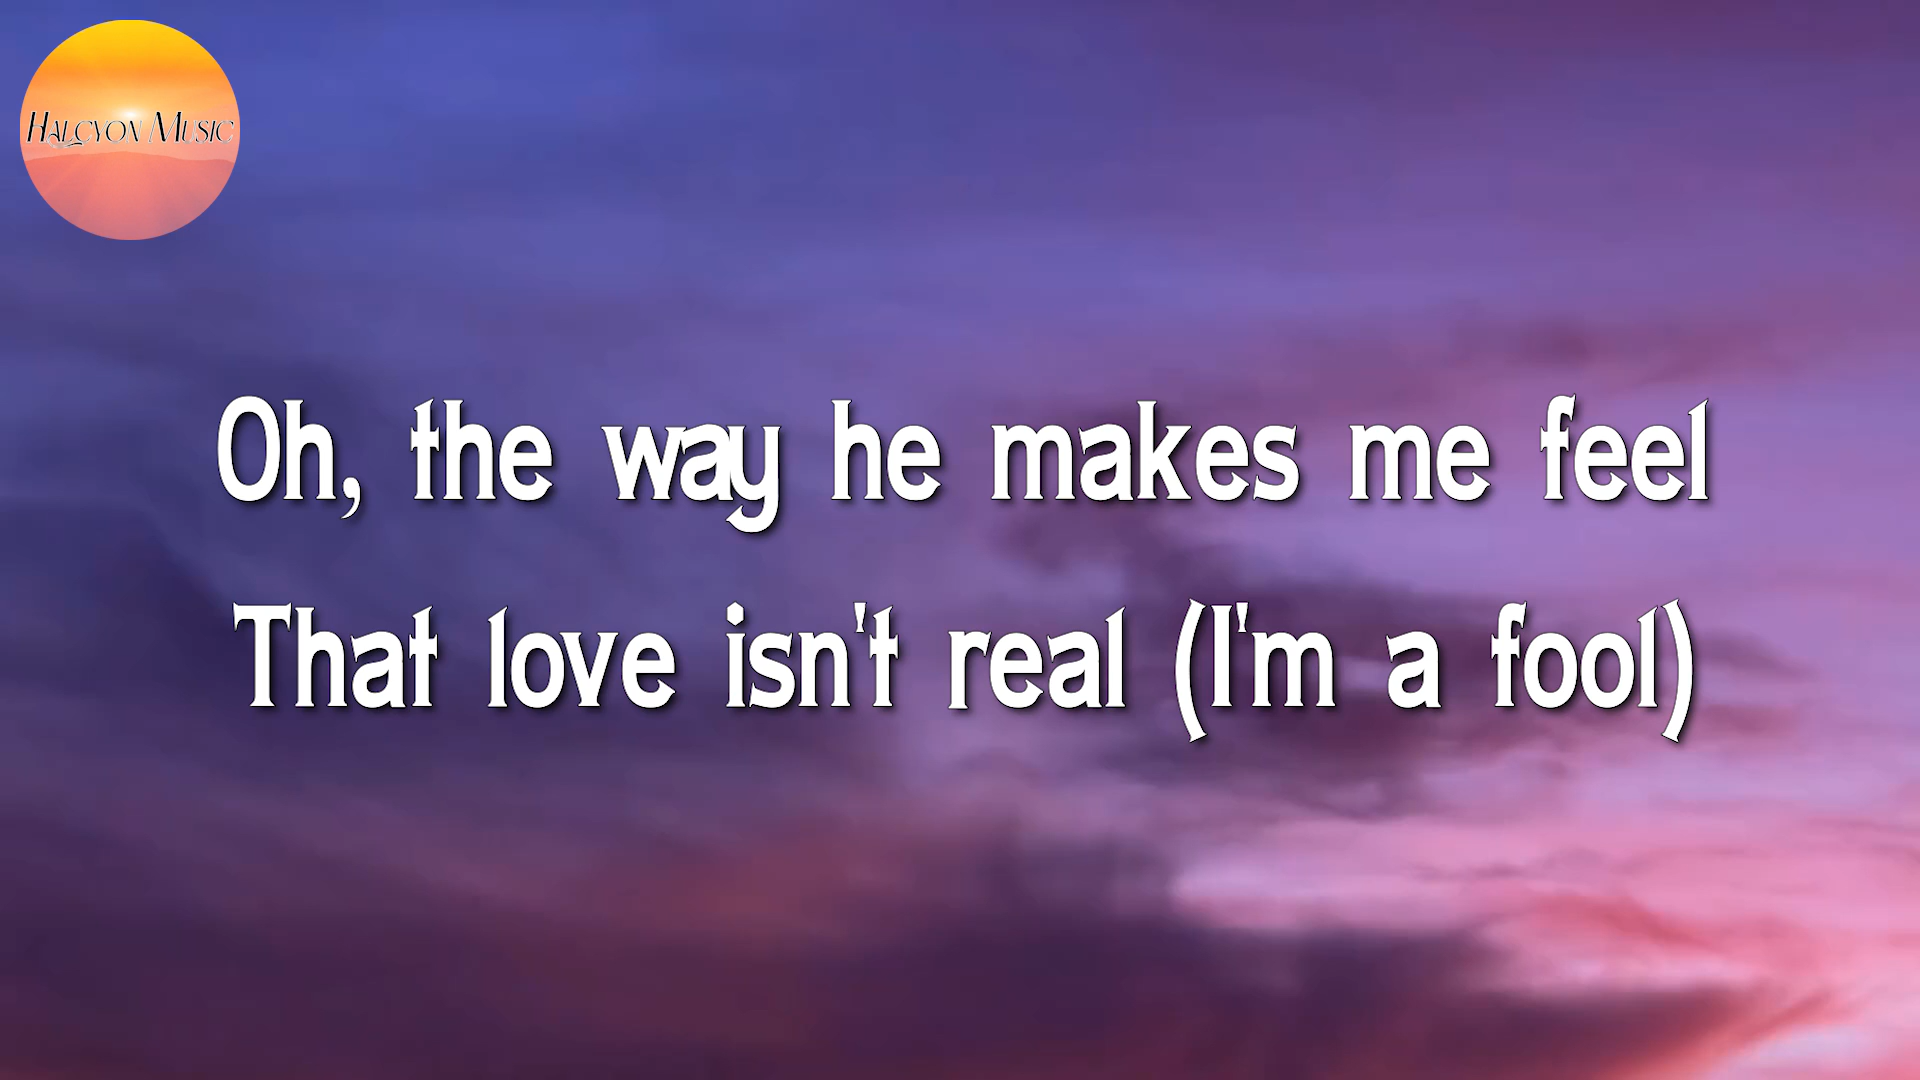 HALCYON MUSIC
Oh, the way he makes me feel
That love isn't real (I'm a fool)